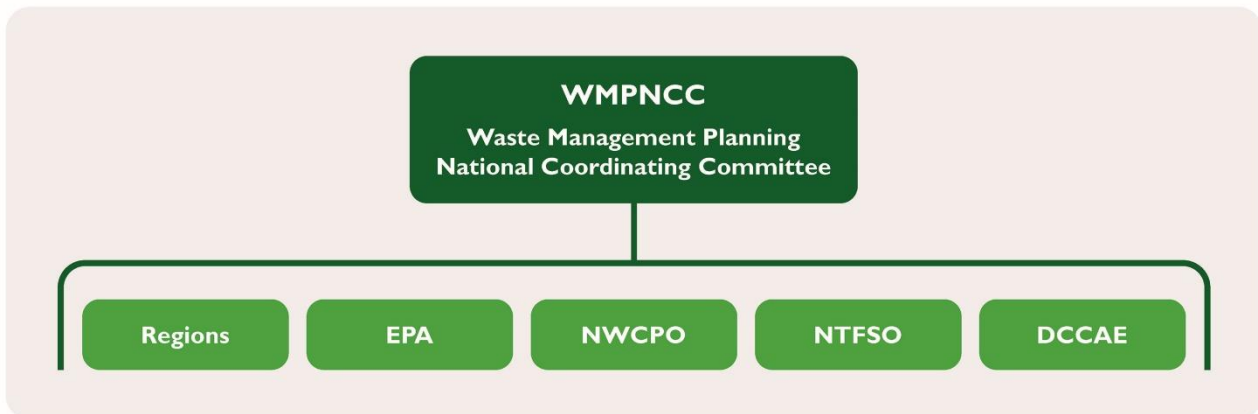 WMPNCC
Waste Management Planning
National Coordinating Committee
Regions
EPA
NWCPO
NTFSO
DCCAE